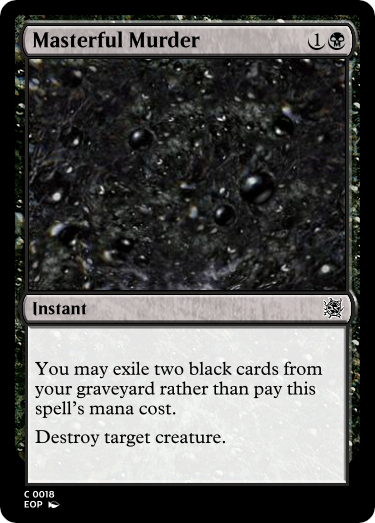 Masterful Murder 1
Instant
You may exile two black cards from
your graveyard rather than pay this
spell's mana cost.
Destroy target creature.
C 0018
EOP